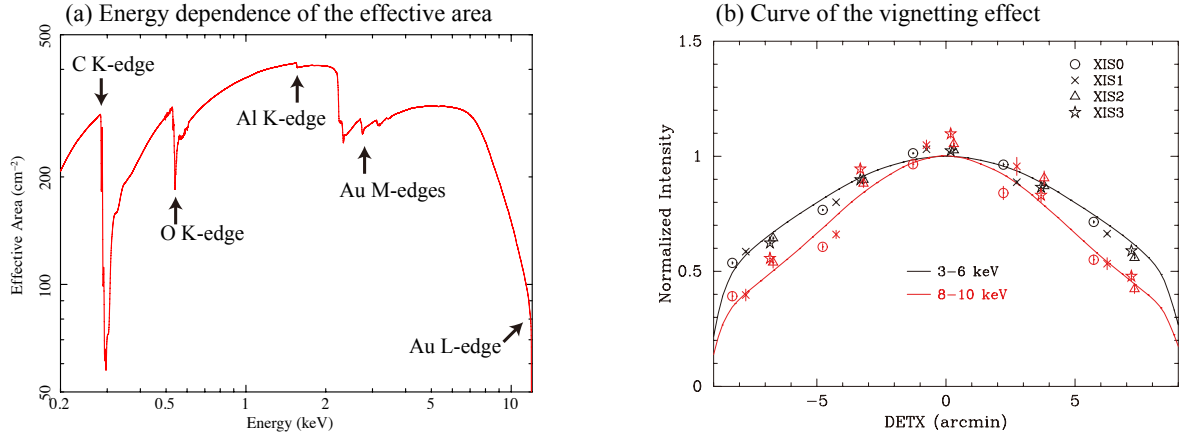 (a) Energy dependence of the effective area
500
C K-edge
Al K-edge
Effective Area (cm⁻²)
200
Au M-edges
O K-edge
100
Au L-edge
50
0.2
0.5
1
2
5
10
Energy (keV)
(b) Curve of the vignetting effect
1.5
XIS0
XIS1
XIS2
XIS3
Normalized Intensity
1
0.5
3−6 keV
8−10 keV
0
−5
0
5
DETX (arcmin)